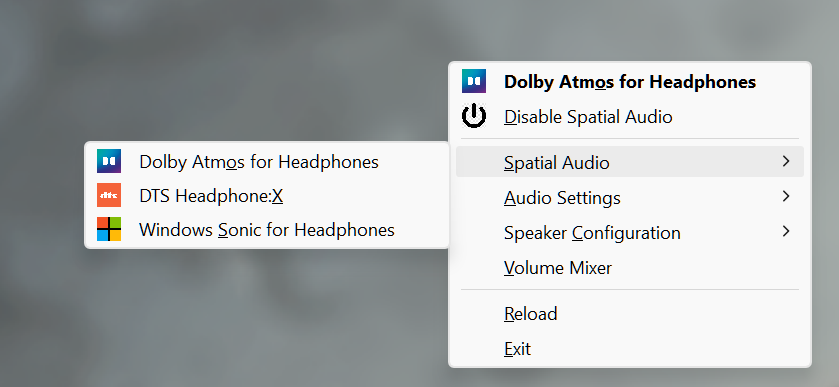 Dolby Atmos for Headphones
Disable Spatial Audio
Spatial Audio
Audio Settings
Speaker Configuration
Volume Mixer
Reload
Exit
Dolby Atmos for Headphones
dts
DTS Headphone:X
Windows Sonic for Headphones